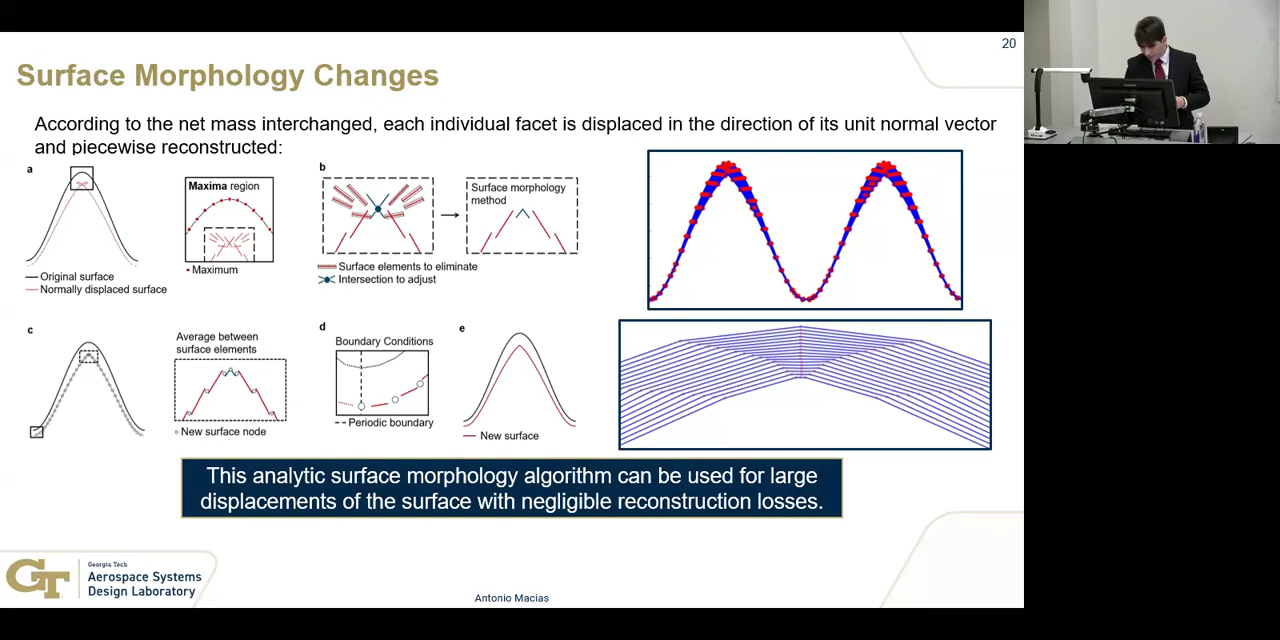 20
Surface Morphology Changes
According to the net mass interchanged, each individual facet is displaced in the direction of its unit normal vector
and piecewise reconstructed:
a
Maxima region
Maximum
Original surface
Normally displaced surface
b
Surface morphology
method
Surface elements to eliminate
Intersection to adjust
c
Average between
surface elements
New surface node
d
Boundary Conditions
Periodic boundary
e
New surface
This analytic surface morphology algorithm can be used for large
displacements of the surface with negligible reconstruction losses.
GT
Georgia Tech
Aerospace Systems
Design Laboratory
Antonio Macias